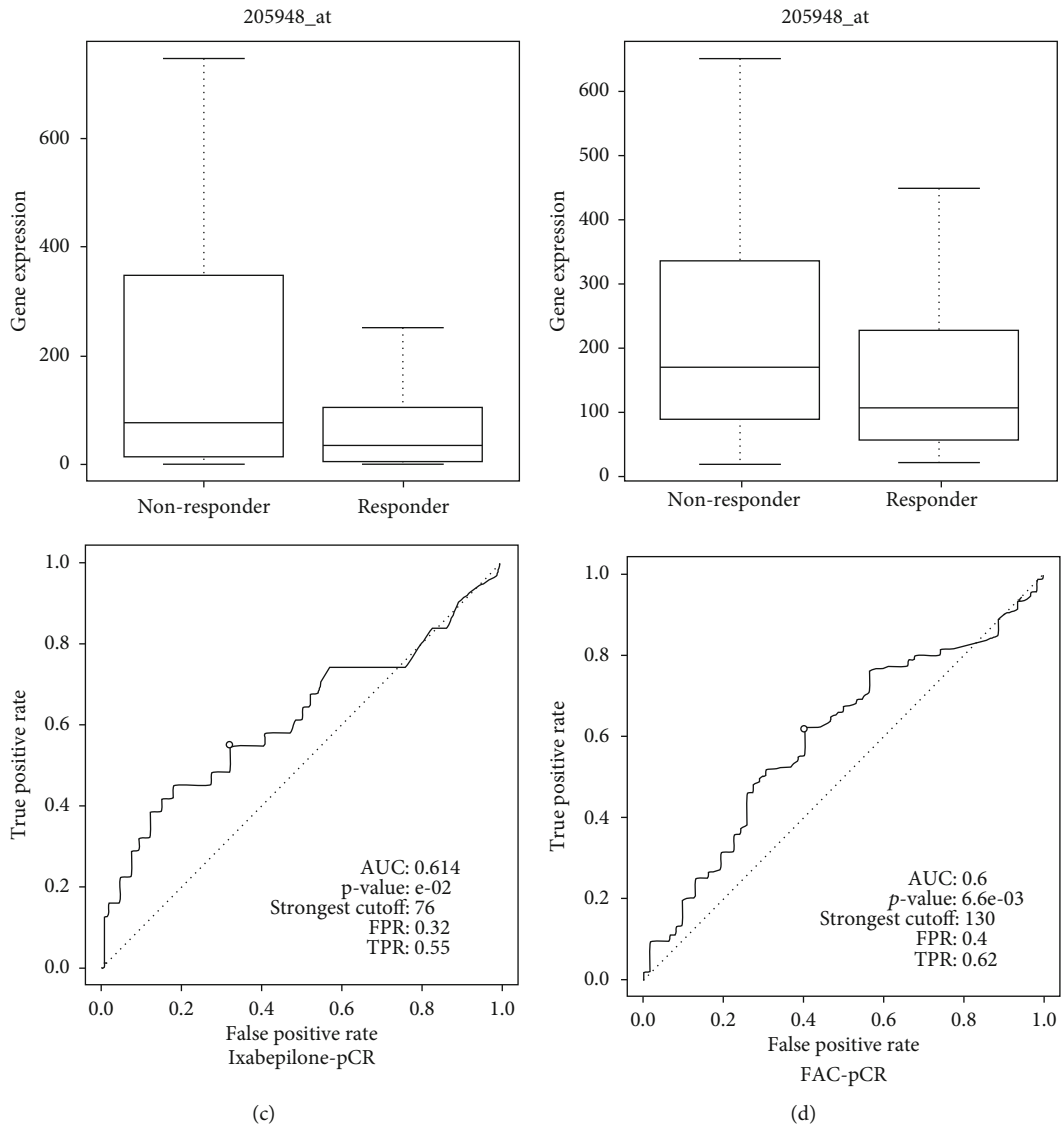 205948_at
Gene expression
600
400
200
0
Non-responder
Responder
205948_at
Gene expression
600
500
400
300
200
100
0
Non-responder
Responder
True positive rate
1.0
0.8
0.6
0.4
0.2
0.0
AUC: 0.614
p-value: e-02
Strongest cutoff: 76
FPR: 0.32
TPR: 0.55
0.0 0.2 0.4 0.6 0.8 1.0
False positive rate
Ixabepilone-pCR
(c)
True positive rate
1.0
0.8
0.6
0.4
0.2
0.0
AUC: 0.6
p-value: 6.6e-03
Strongest cutoff: 130
FPR: 0.4
TPR: 0.62
0.0 0.2 0.4 0.6 0.8 1.0
False positive rate
FAC-pCR
(d)